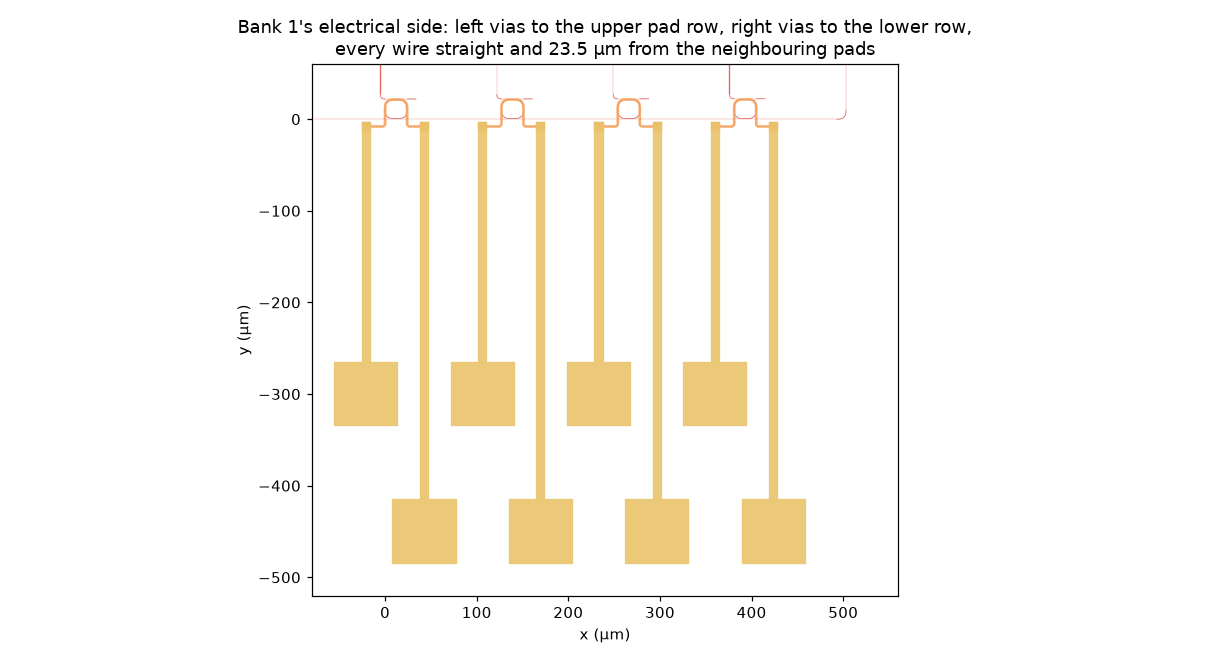 Bank 1's electrical side: left vias to the upper pad row, right vias to the lower row,
every wire straight and 23.5 µm from the neighbouring pads
0
−100
−200
−300
−400
−500
y (µm)
0 100 200 300 400 500
x (µm)